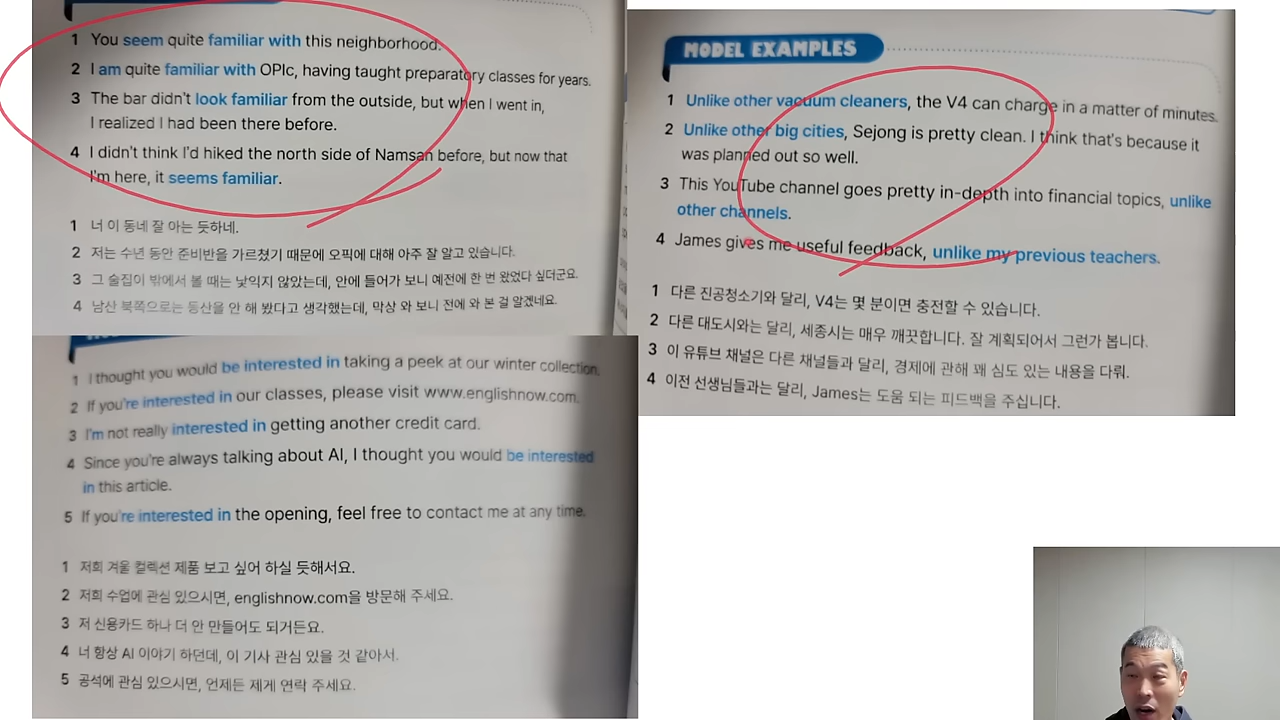 1 You seem quite familiar with this neighborhood.
2 I am quite familiar with OPIc, having taught preparatory classes for years.
3 The bar didn't look familiar from the outside, but when I went in,
I realized I had been there before.
4 I didn't think I'd hiked the north side of Namsan before, but now that
I'm here, it seems familiar.
1 너 이 동네 잘 아는 듯하네.
2 저는 수년 동안 준비반을 가르쳤기 때문에 오픽에 대해 아주 잘 알고 있습니다.
3 그 술집이 밖에서 볼 때는 낯익지 않았는데, 안에 들어가 보니 예전에 한 번 왔었다 싶더군요.
4 남산 북쪽으로는 등산을 안 해 봤다고 생각했는데, 막상 와 보니 전에 와 본 걸 알겠네요.
MODEL EXAMPLES
1 Unlike other vacuum cleaners, the V4 can charge in a matter of minutes.
2 Unlike other big cities, Sejong is pretty clean. I think that's because it
was planned out so well.
3 This YouTube channel goes pretty in-depth into financial topics, unlike
other channels.
4 James gives me useful feedback, unlike my previous teachers.
1 다른 진공청소기와 달리, V4는 몇 분이면 충전할 수 있습니다.
2 다른 대도시와는 달리, 세종시는 매우 깨끗합니다. 잘 계획되어서 그런가 봅니다.
3 이 유튜브 채널은 다른 채널들과 달리, 경제에 관해 꽤 심도 있는 내용을 다뤄.
4 이전 선생님들과는 달리, James는 도움 되는 피드백을 주십니다.
1 I thought you would be interested in taking a peek at our winter collection.
2 If you're interested in our classes, please visit www.englishnow.com.
3 I'm not really interested in getting another credit card.
4 Since you're always talking about AI, I thought you would be interested
in this article.
5 If you're interested in the opening, feel free to contact me at any time.
1 저희 겨울 컬렉션 제품 보고 싶어 하실 듯해서요.
2 저희 수업에 관심 있으시면, englishnow.com을 방문해 주세요.
3 저 신용카드 하나 더 안 만들어도 되거든요.
4 너 항상 AI 이야기 하던데, 이 기사 관심 있을 것 같아서.
5 공석에 관심 있으시면, 언제든 제게 연락 주세요.